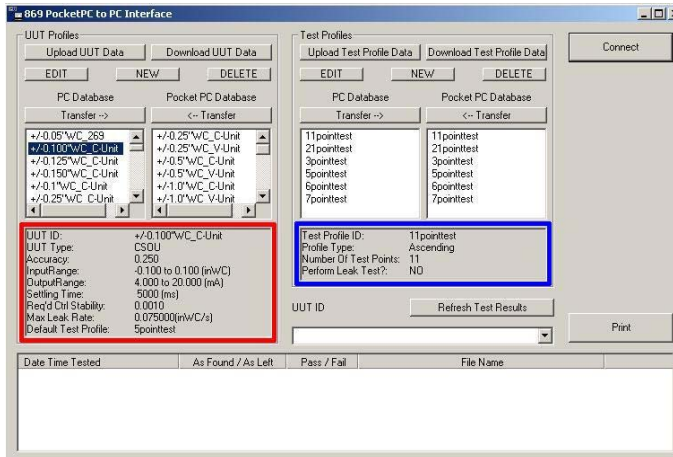 869 PocketPC to PC Interface
UUT Profiles
Upload UUT Data Download UUT Data
EDIT NEW DELETE
PC Database Pocket PC Database
Transfer --> <-- Transfer
+/-0.05"WC_269
+/-0.100"WC_C-Unit
+/-0.125"WC_C-Unit
+/-0.150"WC_C-Unit
+/-0.1"WC_C-Unit
+/-0.25"WC_C-Unit
+/-0.25"WC_C-Unit
+/-0.25"WC_V-Unit
+/-0.5"WC_C-Unit
+/-0.5"WC_V-Unit
+/-1.0"WC_C-Unit
+/-1.0"WC_V-Unit
UUT ID: +/-0.100"WC_C-Unit
UUT Type: CSOU
Accuracy: 0.250
InputRange: -0.100 to 0.100 (inWC)
OutputRange: 4.000 to 20.000 (mA)
Settling Time: 5000 (ms)
Req'd Ctrl Stability: 0.0010
Max Leak Rate: 0.075000(inWC/s)
Default Test Profile: 5pointtest
Test Profiles
Upload Test Profile Data Download Test Profile Data
EDIT NEW DELETE
PC Database Pocket PC Database
Transfer --> <-- Transfer
11pointtest
21pointtest
3pointtest
5pointtest
6pointtest
7pointtest
11pointtest
21pointtest
3pointtest
5pointtest
6pointtest
7pointtest
Test Profile ID: 11pointtest
Profile Type: Ascending
Number Of Test Points: 11
Perform Leak Test?: NO
UUT ID Refresh Test Results
Connect
Print
Date Time Tested As Found / As Left Pass / Fail File Name